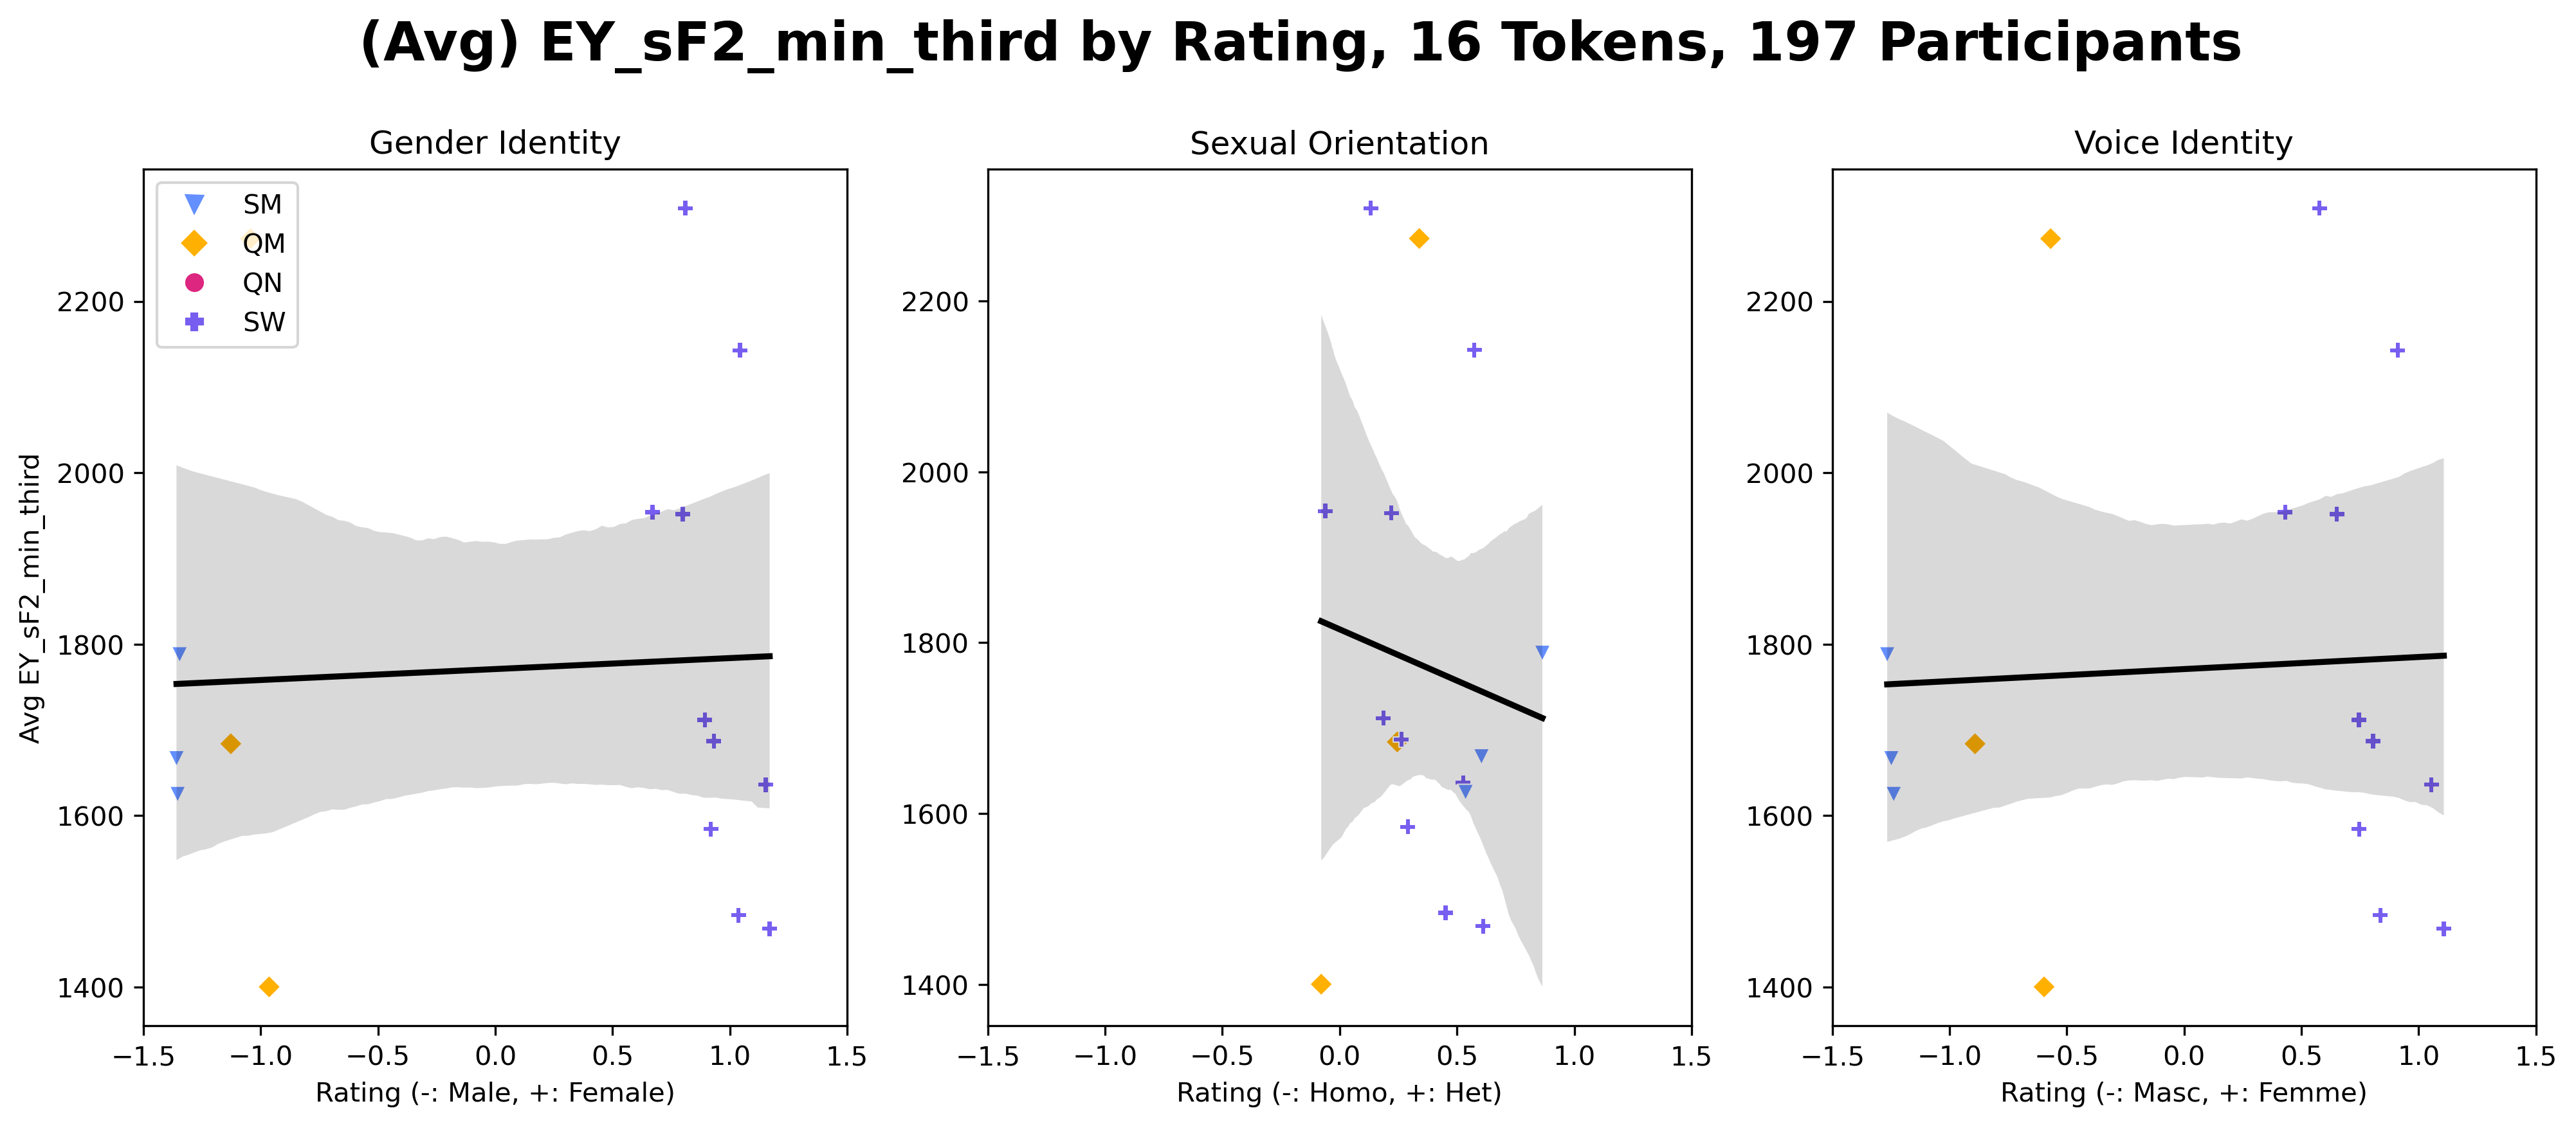 (Avg) EY_sF2_min_third by Rating, 16 Tokens, 197 Participants
Gender Identity
Sexual Orientation
Voice Identity
SM
QM
QN
SW
Avg EY_sF2_min_third
2200
2000
1800
1600
1400
−1.5 −1.0 −0.5 0.0 0.5 1.0 1.5
Rating (-: Male, +: Female)
2200
2000
1800
1600
1400
−1.5 −1.0 −0.5 0.0 0.5 1.0 1.5
Rating (-: Homo, +: Het)
2200
2000
1800
1600
1400
−1.5 −1.0 −0.5 0.0 0.5 1.0 1.5
Rating (-: Masc, +: Femme)